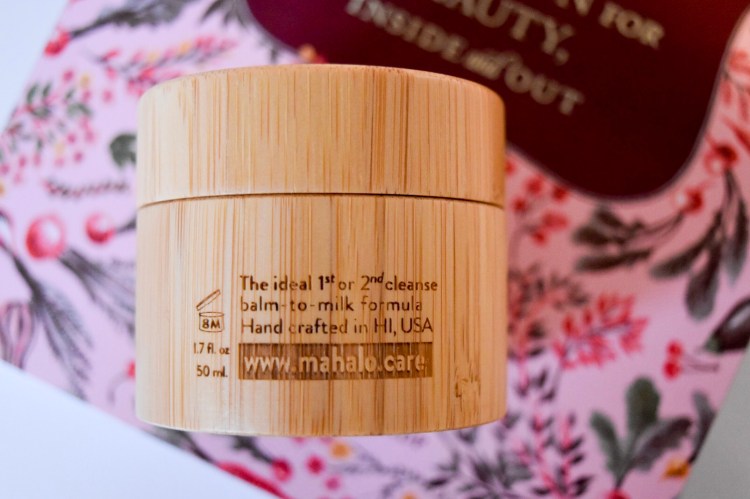 FOR
BEAUTY,
INSIDE and OUT
The ideal 1st or 2nd cleanse
balm-to-milk formula
Hand crafted in HI, USA
8M
1.7 fl. oz
50 ml.
www.mahalo.care